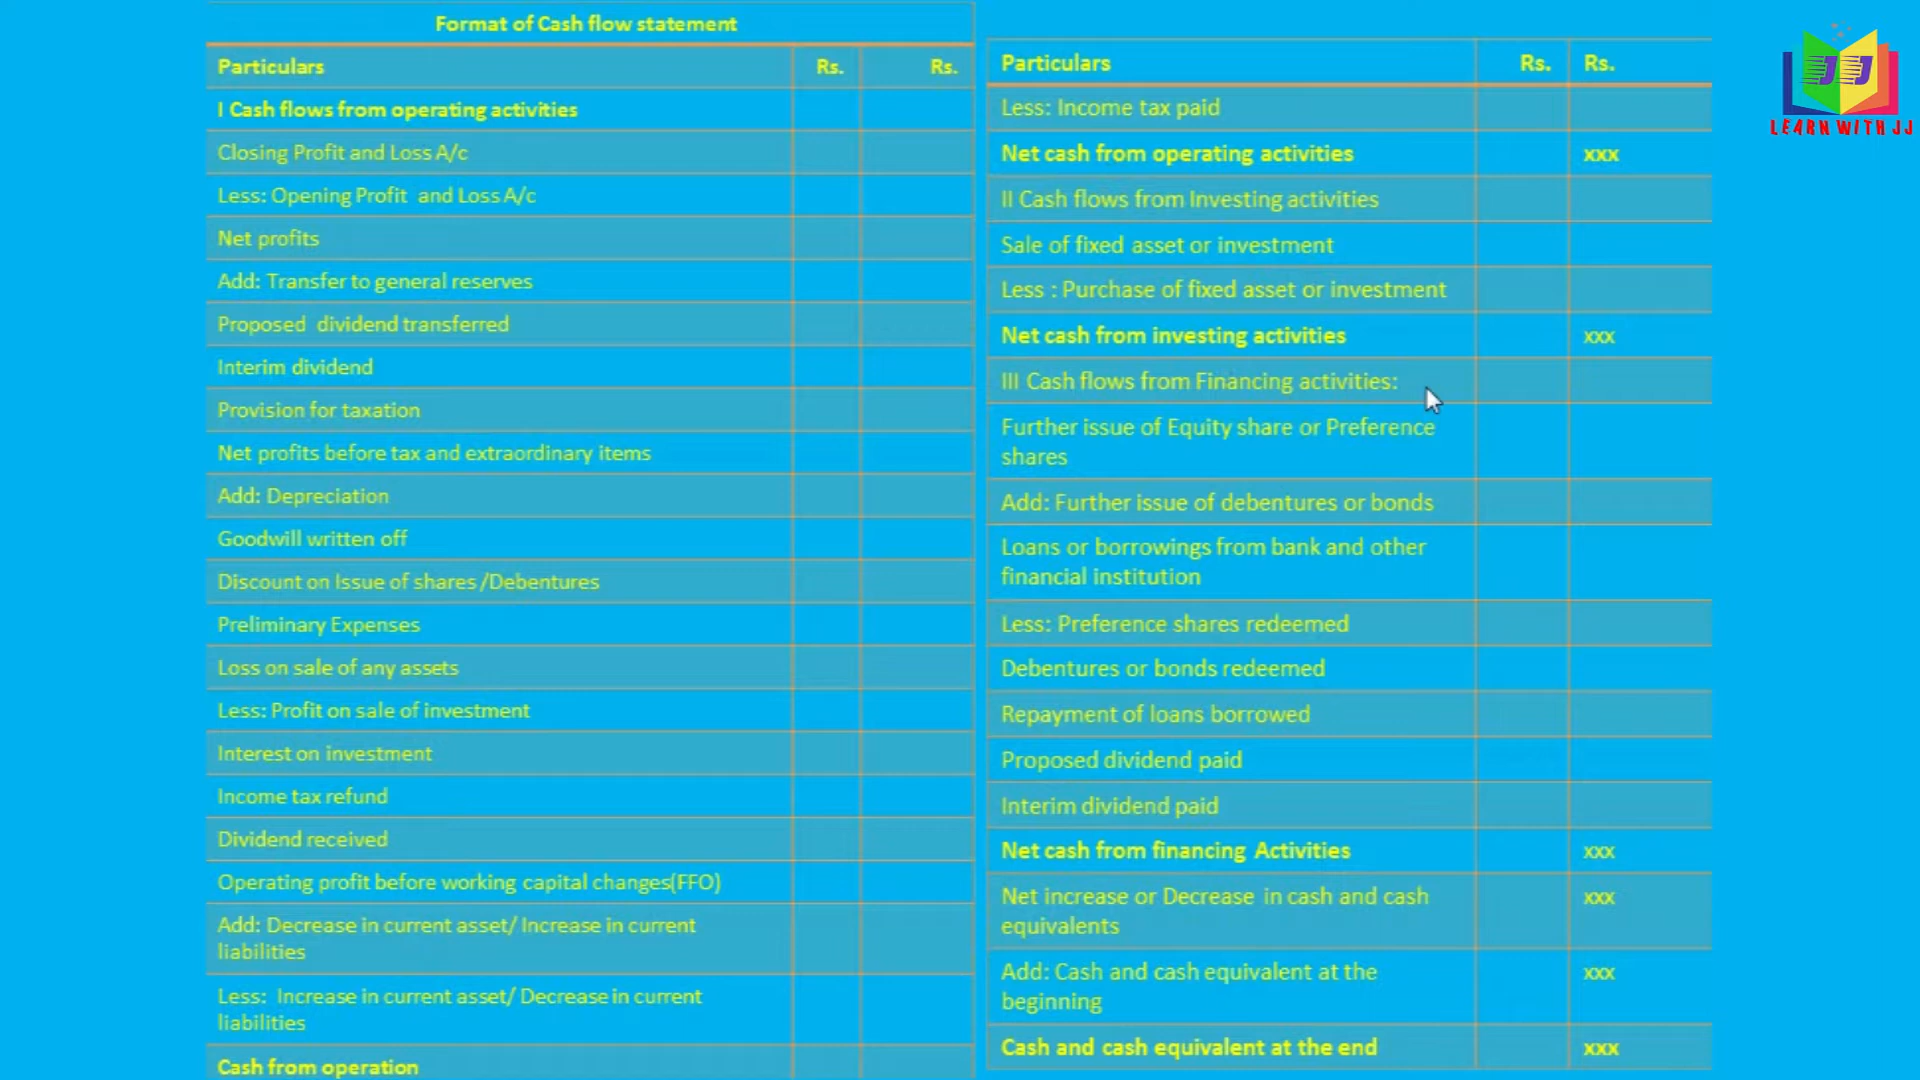 Format of Cash flow statement
Particulars Rs. Rs.
I Cash flows from operating activities
Closing Profit and Loss A/c
Less: Opening Profit and Loss A/c
Net profits
Add: Transfer to general reserves
Proposed dividend transferred
Interim dividend
Provision for taxation
Net profits before tax and extraordinary items
Add: Depreciation
Goodwill written off
Discount on Issue of shares /Debentures
Preliminary Expenses
Loss on sale of any assets
Less: Profit on sale of investment
Interest on investment
Income tax refund
Dividend received
Operating profit before working capital changes(FFO)
Add: Decrease in current asset/ Increase in current
liabilities
Less: Increase in current asset/ Decrease in current
liabilities
Cash from operation
Particulars Rs. Rs.
Less: Income tax paid
Net cash from operating activities xxx
II Cash flows from Investing activities
Sale of fixed asset or investment
Less : Purchase of fixed asset or investment
Net cash from investing activities xxx
III Cash flows from Financing activities:
Further issue of Equity share or Preference
shares
Add: Further issue of debentures or bonds
Loans or borrowings from bank and other
financial institution
Less: Preference shares redeemed
Debentures or bonds redeemed
Repayment of loans borrowed
Proposed dividend paid
Interim dividend paid
Net cash from financing Activities xxx
Net increase or Decrease in cash and cash xxx
equivalents
Add: Cash and cash equivalent at the xxx
beginning
Cash and cash equivalent at the end xxx
JJ
LEARN WITH JJ